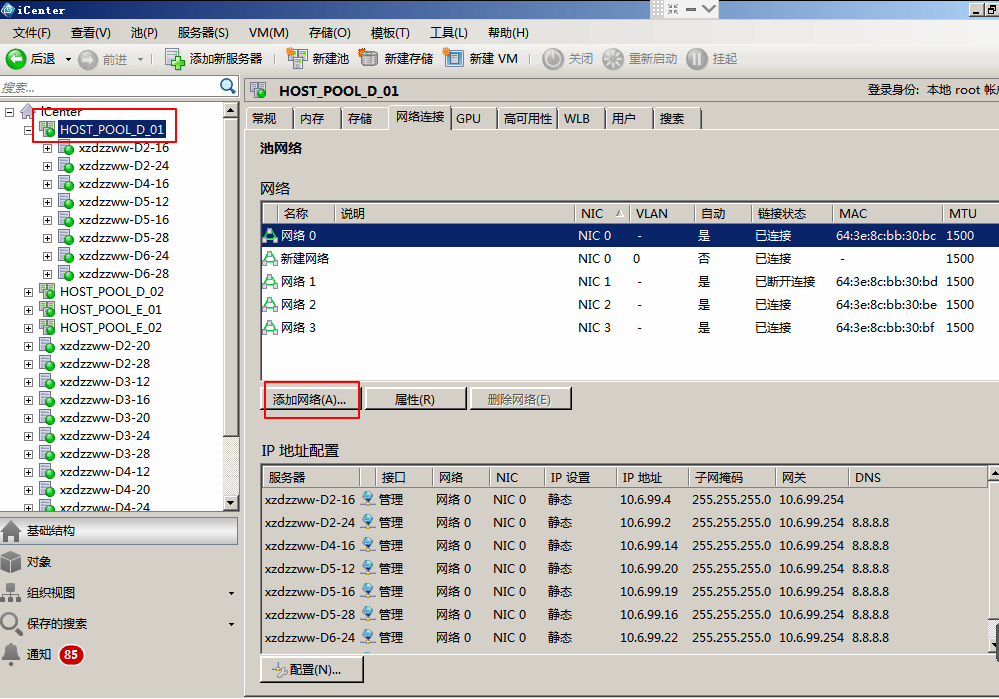 iCenter
文件(F) 查看(V) 池(P) 服务器(S) VM(M) 存储(O) 模板(T) 工具(L) 帮助(H)
后退 前进 添加新服务器 新建池 新建存储 新建 VM 关闭 重新启动 挂起
搜索...
iCenter
HOST_POOL_D_01
xzdzzww-D2-16
xzdzzww-D2-24
xzdzzww-D4-16
xzdzzww-D5-12
xzdzzww-D5-16
xzdzzww-D5-28
xzdzzww-D6-24
xzdzzww-D6-28
HOST_POOL_D_02
HOST_POOL_E_01
HOST_POOL_E_02
xzdzzww-D2-20
xzdzzww-D2-28
xzdzzww-D3-12
xzdzzww-D3-16
xzdzzww-D3-20
xzdzzww-D3-24
xzdzzww-D3-28
xzdzzww-D4-12
xzdzzww-D4-20
xzdzzww-D4-24
基础结构
对象
组织视图
保存的搜索
通知 85
HOST_POOL_D_01 登录身份: 本地 root 帐户
常规 内存 存储 网络连接 GPU 高可用性 WLB 用户 搜索
池网络
网络
名称 说明 NIC VLAN 自动 链接状态 MAC MTU
网络 0 NIC 0 - 是 已连接 64:3e:8c:bb:30:bc 1500
新建网络 NIC 0 0 否 已连接 - 1500
网络 1 NIC 1 - 是 已断开连接 64:3e:8c:bb:30:bd 1500
网络 2 NIC 2 - 是 已连接 64:3e:8c:bb:30:be 1500
网络 3 NIC 3 - 是 已连接 64:3e:8c:bb:30:bf 1500
添加网络(A)... 属性(R) 删除网络(E)
IP 地址配置
服务器 接口 网络 NIC IP 设置 IP 地址 子网掩码 网关 DNS
xzdzzww-D2-16 管理 网络 0 NIC 0 静态 10.6.99.4 255.255.255.0 10.6.99.254
xzdzzww-D2-24 管理 网络 0 NIC 0 静态 10.6.99.2 255.255.255.0 10.6.99.254 8.8.8.8
xzdzzww-D4-16 管理 网络 0 NIC 0 静态 10.6.99.14 255.255.255.0 10.6.99.254 8.8.8.8
xzdzzww-D5-12 管理 网络 0 NIC 0 静态 10.6.99.20 255.255.255.0 10.6.99.254 8.8.8.8
xzdzzww-D5-16 管理 网络 0 NIC 0 静态 10.6.99.19 255.255.255.0 10.6.99.254 8.8.8.8
xzdzzww-D5-28 管理 网络 0 NIC 0 静态 10.6.99.16 255.255.255.0 10.6.99.254 8.8.8.8
xzdzzww-D6-24 管理 网络 0 NIC 0 静态 10.6.99.22 255.255.255.0 10.6.99.254 8.8.8.8
配置(N)...